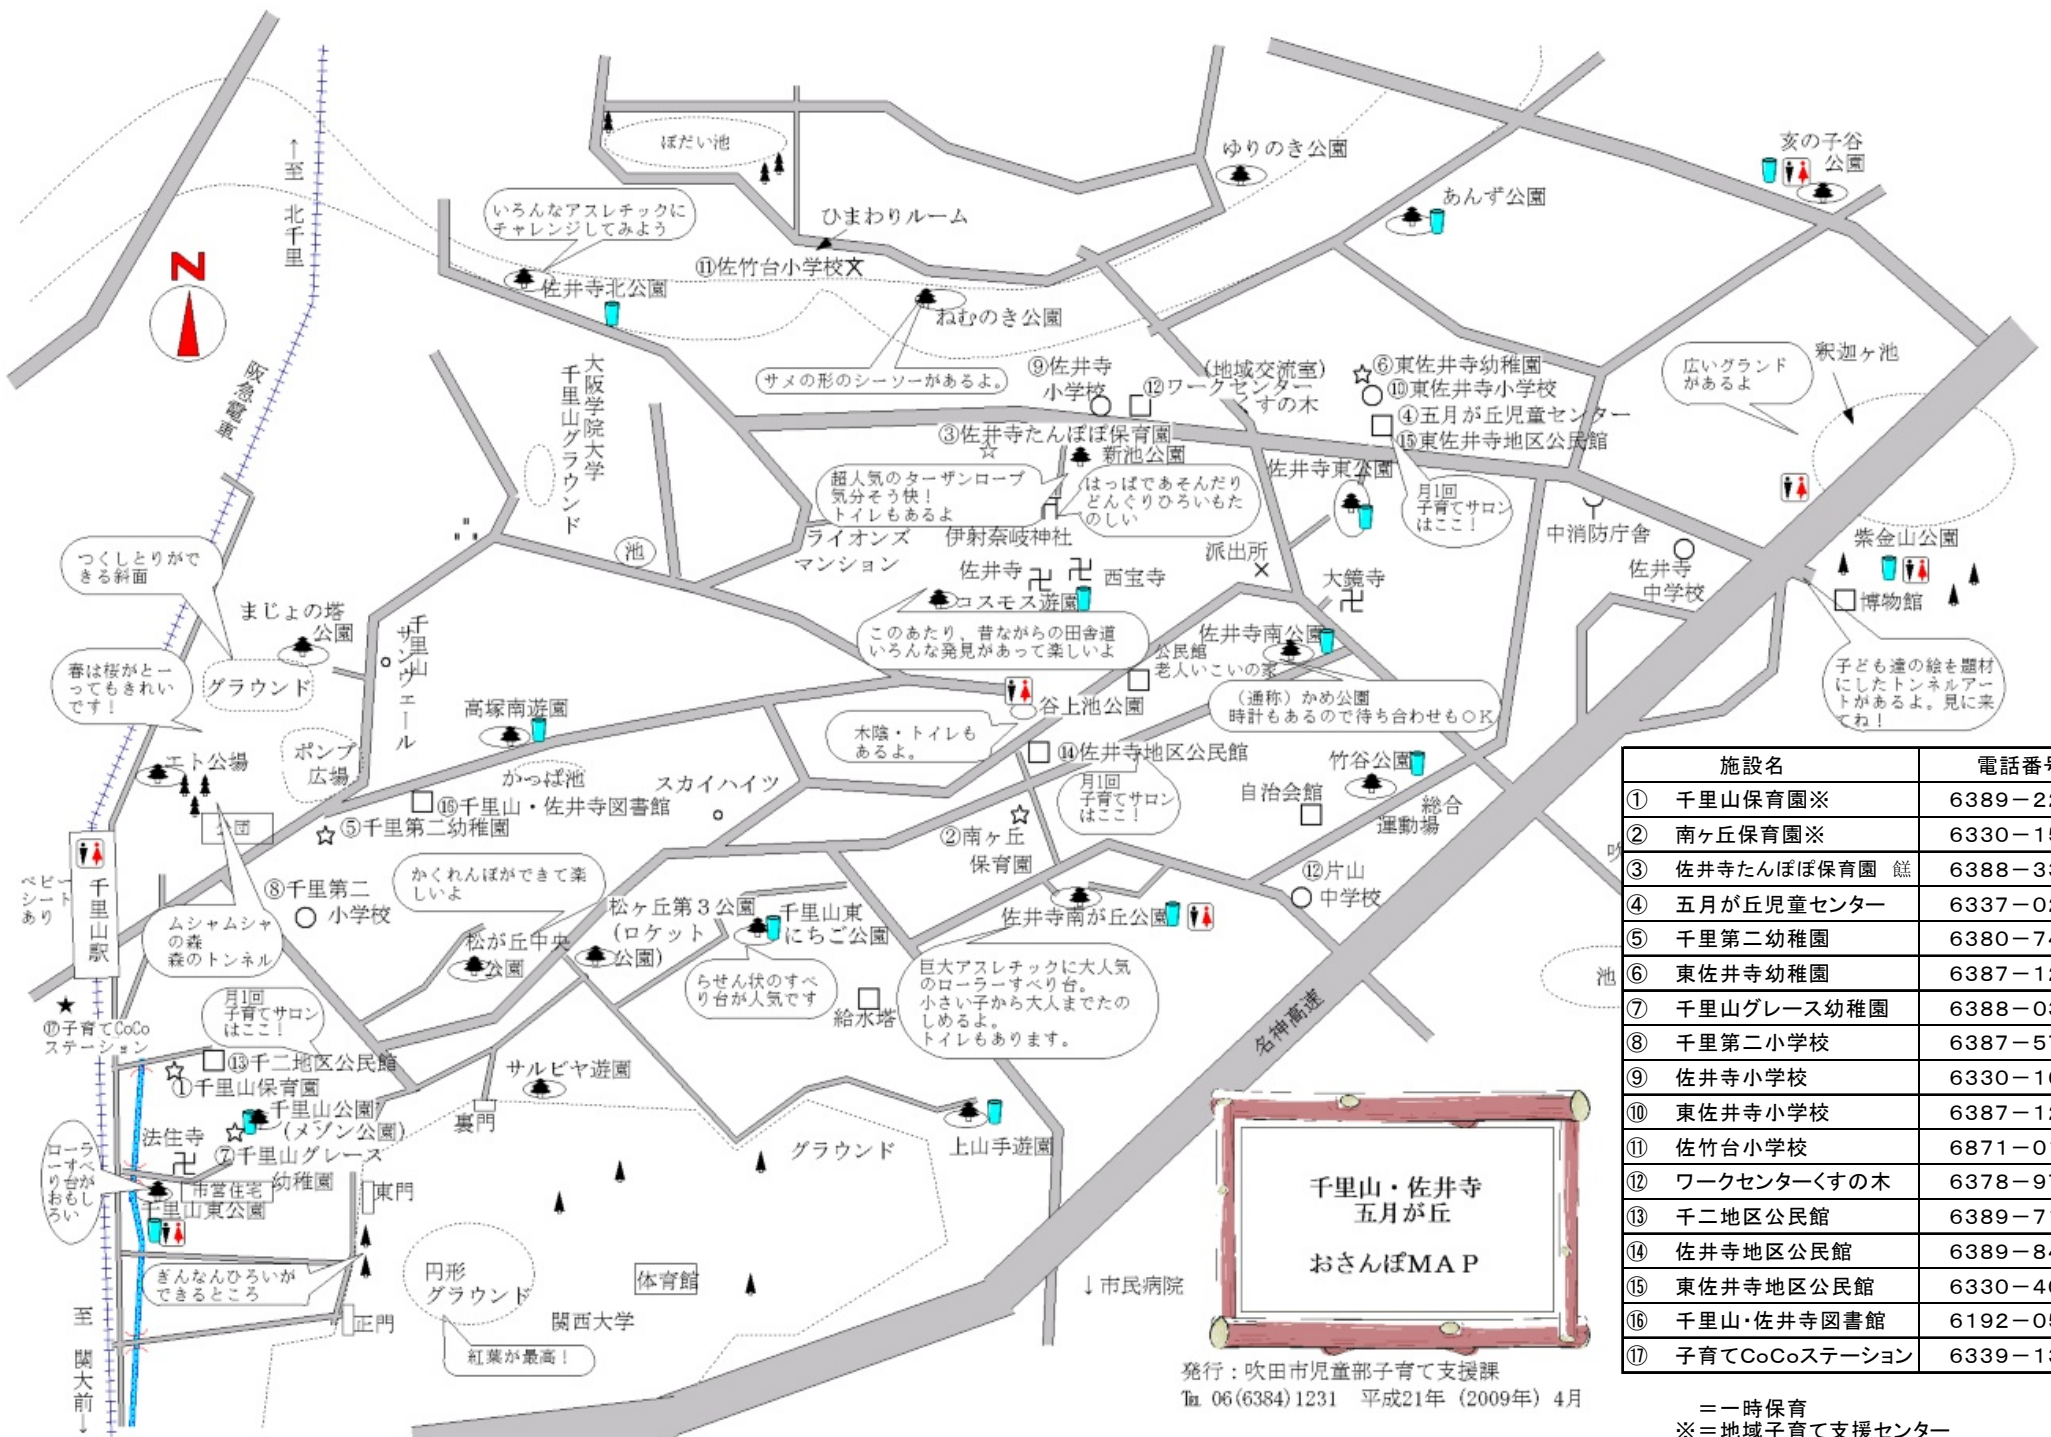 ぼだい池
ゆりのき公園
亥の子谷
公園
あんず公園
↑至 北千里
N
いろんなアスレチックに
チャレンジしてみよう
ひまわりルーム
⑪佐竹台小学校文
佐井寺北公園
ねむのき公園
サメの形のシーソーがあるよ。
阪急電車
大阪学院大学
千里山グラウンド
⑨佐井寺
小学校
⑫ワークセンター
くすの木
(地域交流室)
⑥東佐井寺幼稚園
⑩東佐井寺小学校
④五月が丘児童センター
⑮東佐井寺地区公民館
広いグランド
があるよ
釈迦ヶ池
③佐井寺たんぽぽ保育園
新池公園
超人気のターザンロープ
気分そう快!
トイレもあるよ
はっぱであそんだり
どんぐりひろいもた
のしい
佐井寺東公園
月1回
子育てサロン
はここ!
池
ライオンズ
マンション
伊射奈岐神社
派出所
中消防庁舎
紫金山公園
佐井寺
中学校
博物館
つくしとりがで
きる斜面
佐井寺
西宝寺
大鏡寺
コスモス遊園
このあたり、昔ながらの田舎道
いろんな発見があって楽しいよ
佐井寺南公園
公民館
老人いこいの家
まじょの塔
公園
千里山
サンヴェール
グラウンド
春は桜がとー
ってもきれい
です!
子ども達の絵を題材
にしたトンネルアー
トがあるよ。見に来
てね!
(通称)かめ公園
時計もあるので待ち合わせも○K
高塚南遊園
谷上池公園
木陰・トイレも
あるよ。
ポンプ
広場
エト公場
かっぱ池
スカイハイツ
⑭佐井寺地区公民館
月1回
子育てサロン
はここ!
竹谷公園
自治会館
総合
運動場
⑯千里山・佐井寺図書館
公団
⑤千里第二幼稚園
②南ヶ丘
保育園
⑫片山
中学校
千里山駅
ベビー
シート
あり
⑧千里第二
小学校
かくれんぼができて楽
しいよ
松ヶ丘第3公園
(ロケット
公園)
千里山東
にちご公園
佐井寺南が丘公園
ムシャムシャ
の森
森のトンネル
松が丘中央
公園
らせん状のすべ
り台が人気です
給水塔
巨大アスレチックに大人気
のローラーすべり台。
小さい子から大人までたの
しめるよ。
トイレもあります。
池
吹
名神高速
⑰子育てCoCo
ステーション
月1回
子育てサロン
はここ!
⑬千二地区公民館
①千里山保育園
サルビヤ遊園
千里山公園
(メゾン公園)
裏門
法住寺
⑦千里山グレース
幼稚園
グラウンド
上山手遊園
ローラ
ーすべ
り台が
おもし
ろい
市営住宅
東門
千里山東公園
ぎんなんひろいが
できるところ
円形
グラウンド
体育館
↓市民病院
正門
関西大学
紅葉が最高!
至 関大前↓
千里山・佐井寺
五月が丘
おさんぽMAP
発行:吹田市児童部子育て支援課
℡ 06(6384)1231 平成21年(2009年)4月
施設名 電話番号
① 千里山保育園※ 6389-22
② 南ヶ丘保育園※ 6330-15
③ 佐井寺たんぽぽ保育園 6388-33
④ 五月が丘児童センター 6337-02
⑤ 千里第二幼稚園 6380-74
⑥ 東佐井寺幼稚園 6387-12
⑦ 千里山グレース幼稚園 6388-03
⑧ 千里第二小学校 6387-57
⑨ 佐井寺小学校 6330-16
⑩ 東佐井寺小学校 6387-12
⑪ 佐竹台小学校 6871-01
⑫ ワークセンターくすの木 6378-97
⑬ 千二地区公民館 6389-71
⑭ 佐井寺地区公民館 6389-84
⑮ 東佐井寺地区公民館 6330-40
⑯ 千里山・佐井寺図書館 6192-05
⑰ 子育てCoCoステーション 6339-13
=一時保育
※=地域子育て支援センター